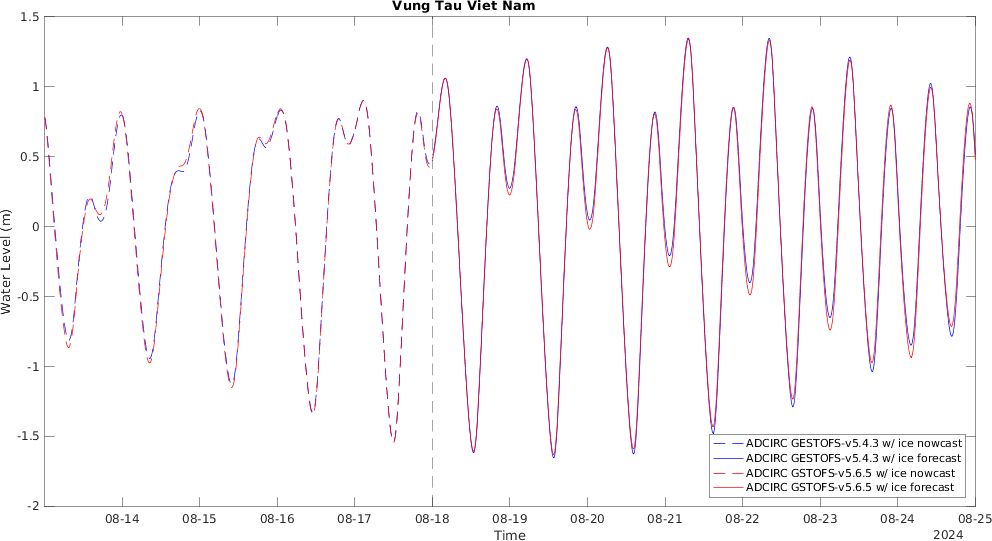 Vung Tau Viet Nam
Water Level (m)
1.5
1
0.5
0
-0.5
-1
-1.5
-2
ADCIRC GESTOFS-v5.4.3 w/ ice nowcast
ADCIRC GESTOFS-v5.4.3 w/ ice forecast
ADCIRC GSTOFS-v5.6.5 w/ ice nowcast
ADCIRC GSTOFS-v5.6.5 w/ ice forecast
08-14 08-15 08-16 08-17 08-18 08-19 08-20 08-21 08-22 08-23 08-24 08-25
Time
2024